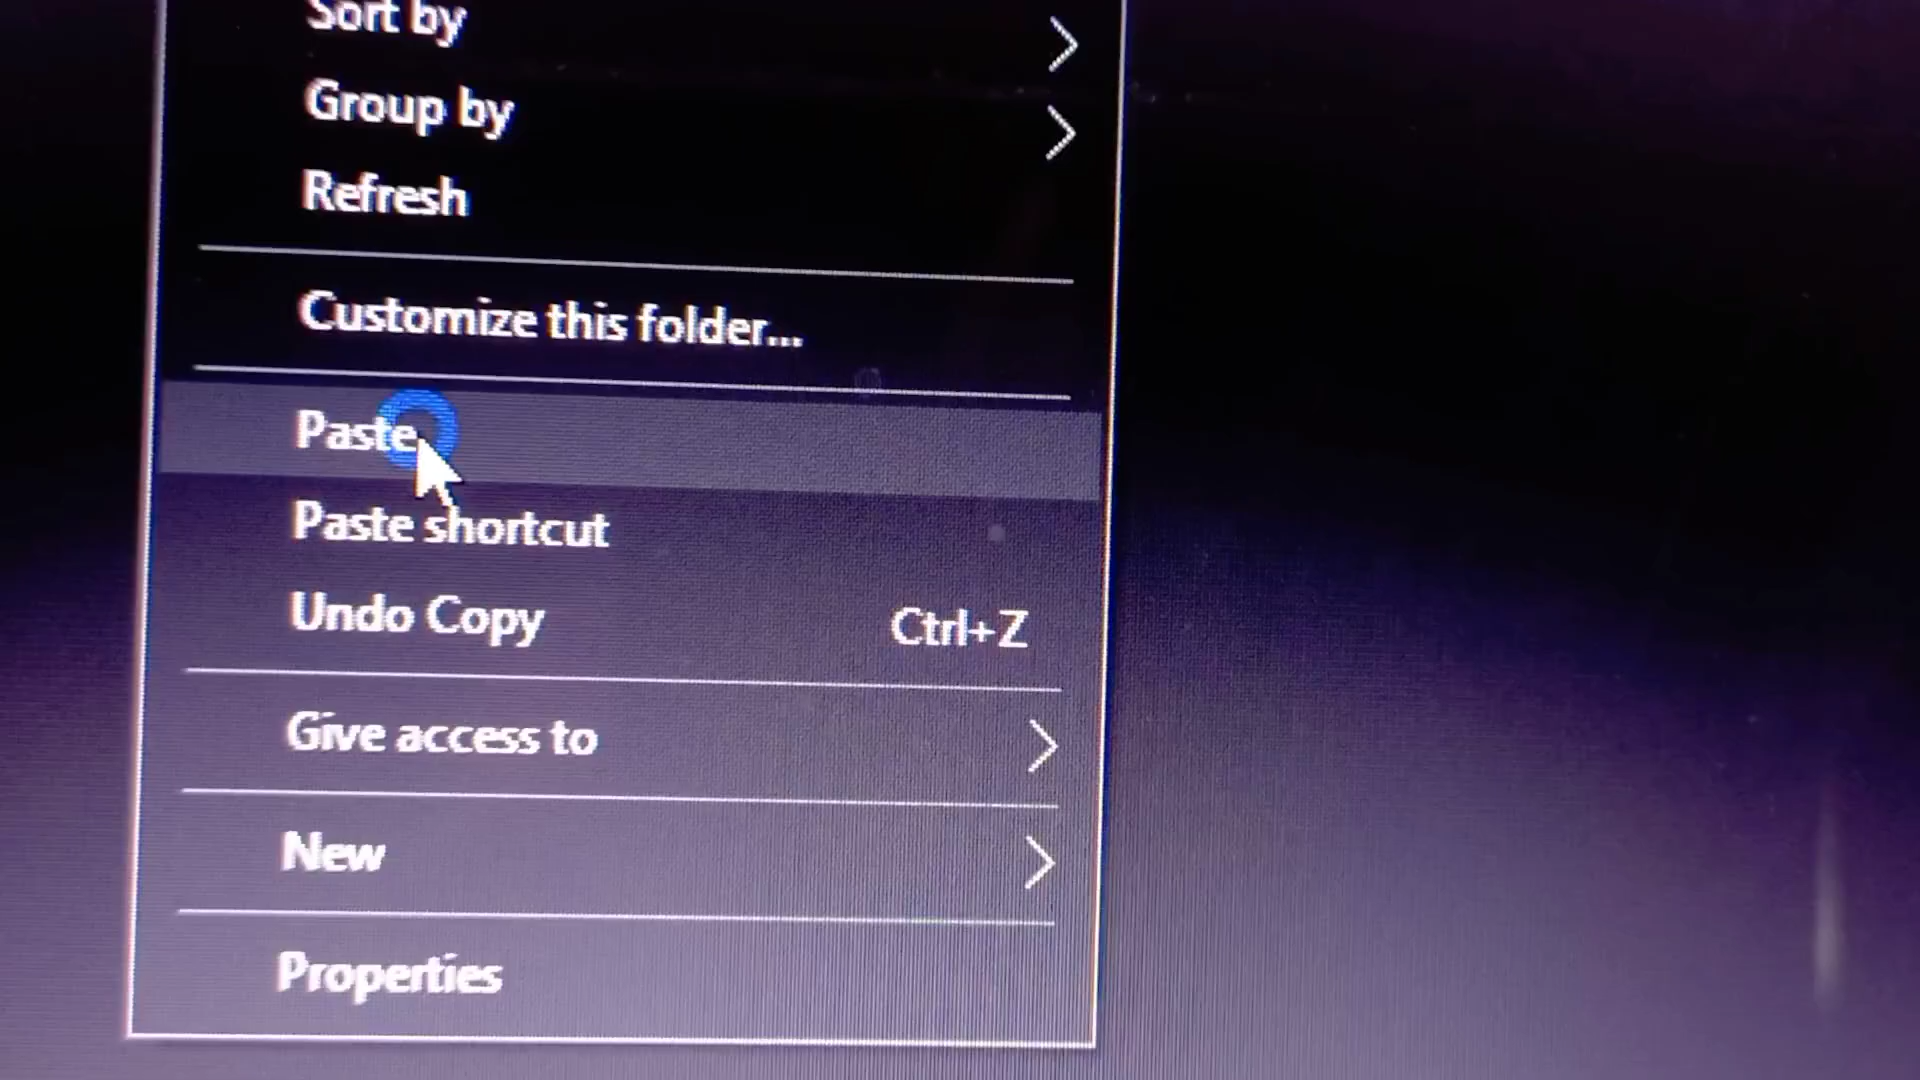 Sort by
Group by
Refresh
Customize this folder...
Paste
Paste shortcut
Undo Copy Ctrl+Z
Give access to
New
Properties